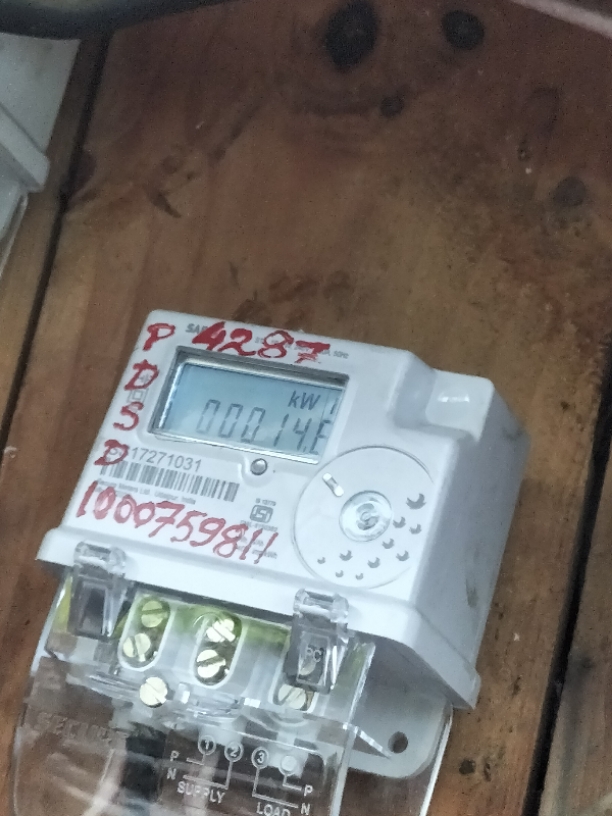 P 4287
D
S
D
kW
00014.
17271031
1000759811
1 2 3
P P
N N
SUPPLY LOAD